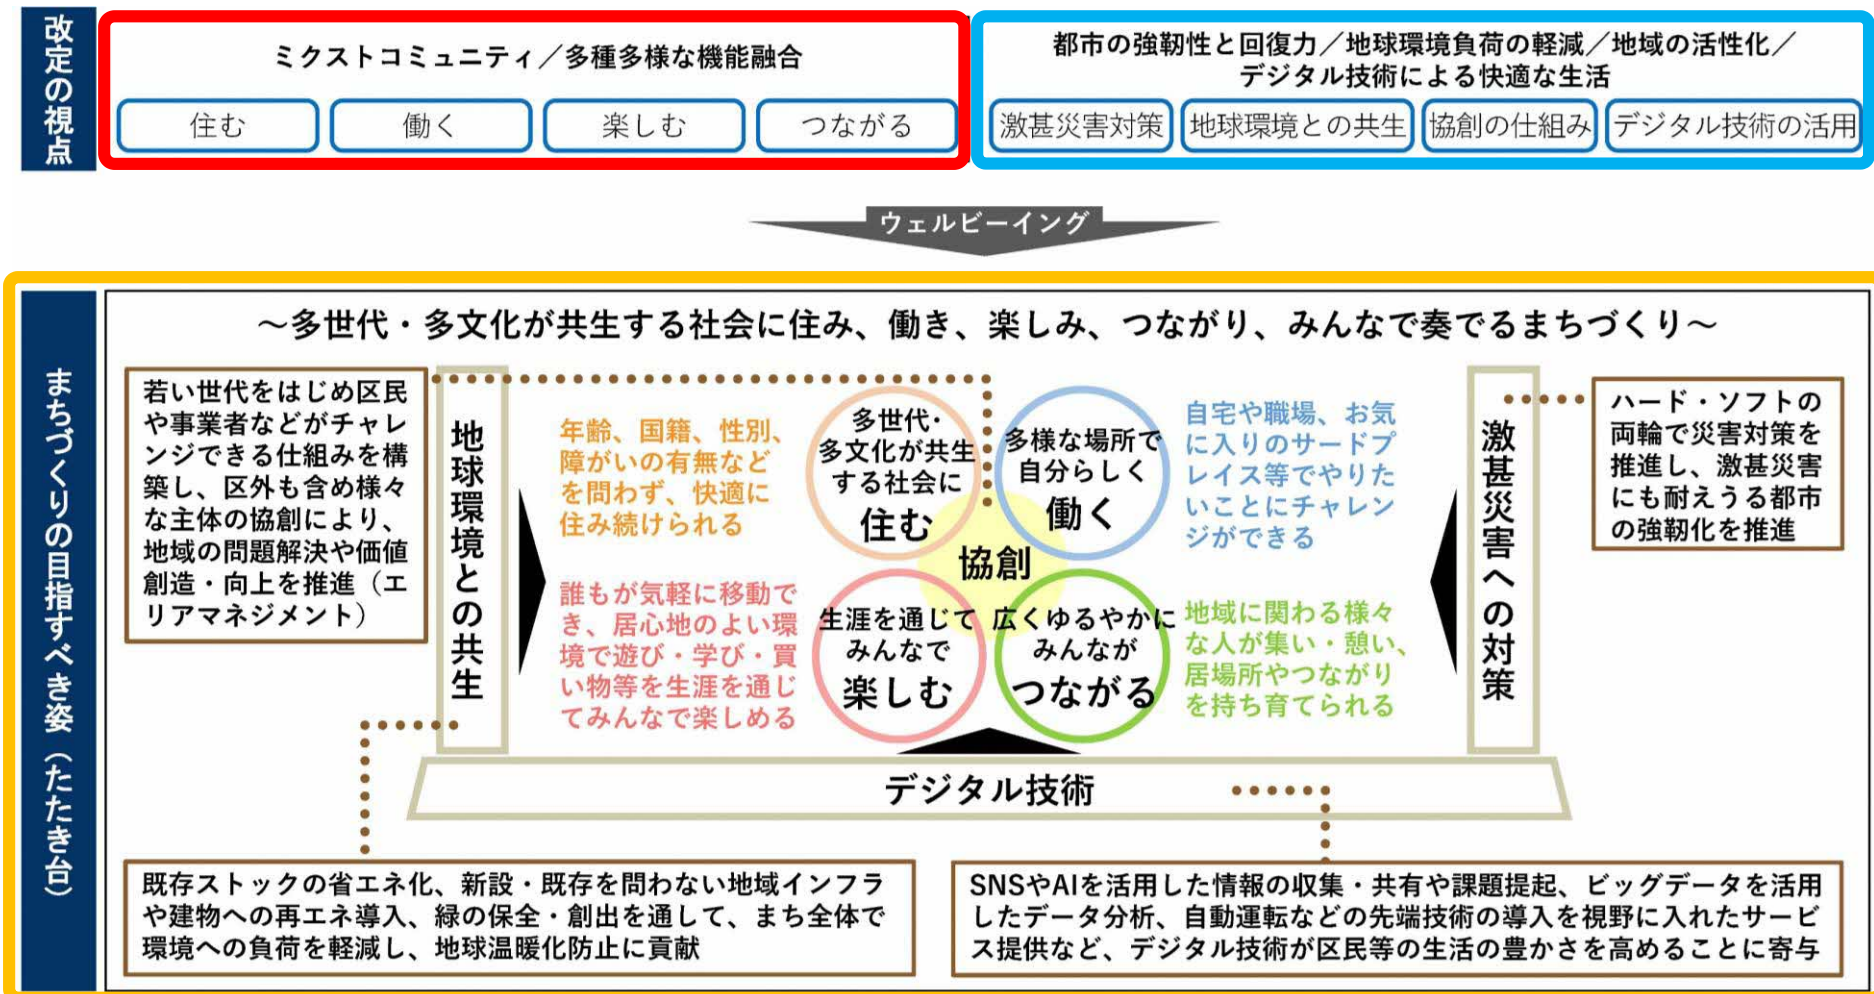 改定の視点
ミクストコミュニティ／多種多様な機能融合
住む
働く
楽しむ
つながる
都市の強靭性と回復力／地球環境負荷の軽減／地域の活性化／
デジタル技術による快適な生活
激甚災害対策
地球環境との共生
協創の仕組み
デジタル技術の活用
ウェルビーイング
まちづくりの目指すべき姿（たたき台）
～多世代・多文化が共生する社会に住み、働き、楽しみ、つながり、みんなで奏でるまちづくり～
若い世代をはじめ区民
や事業者などがチャレ
ンジできる仕組みを構
築し、区外も含め様々
な主体の協創により、
地域の問題解決や価値
創造・向上を推進（エ
リアマネジメント）
地球環境との共生
年齢、国籍、性別、
障がいの有無など
を問わず、快適に
住み続けられる
多世代・
多文化が共生
する社会に
住む
多様な場所で
自分らしく
働く
自宅や職場、お気
に入りのサードプ
レイス等でやりた
いことにチャレン
ジができる
協創
誰もが気軽に移動で
き、居心地のよい環
境で遊び・学び・買
い物等を生涯を通じ
てみんなで楽しめる
生涯を通じて
みんなで
楽しむ
広くゆるやかに
みんなが
つながる
地域に関わる様々
な人が集い・憩い、
居場所やつながり
を持ち育てられる
激甚災害への対策
ハード・ソフトの
両輪で災害対策を
推進し、激甚災害
にも耐えうる都市
の強靭化を推進
デジタル技術
既存ストックの省エネ化、新設・既存を問わない地域インフラ
や建物への再エネ導入、緑の保全・創出を通して、まち全体で
環境への負荷を軽減し、地球温暖化防止に貢献
SNSやAIを活用した情報の収集・共有や課題提起、ビッグデータを活用
したデータ分析、自動運転などの先端技術の導入を視野に入れたサービ
ス提供など、デジタル技術が区民等の生活の豊かさを高めることに寄与